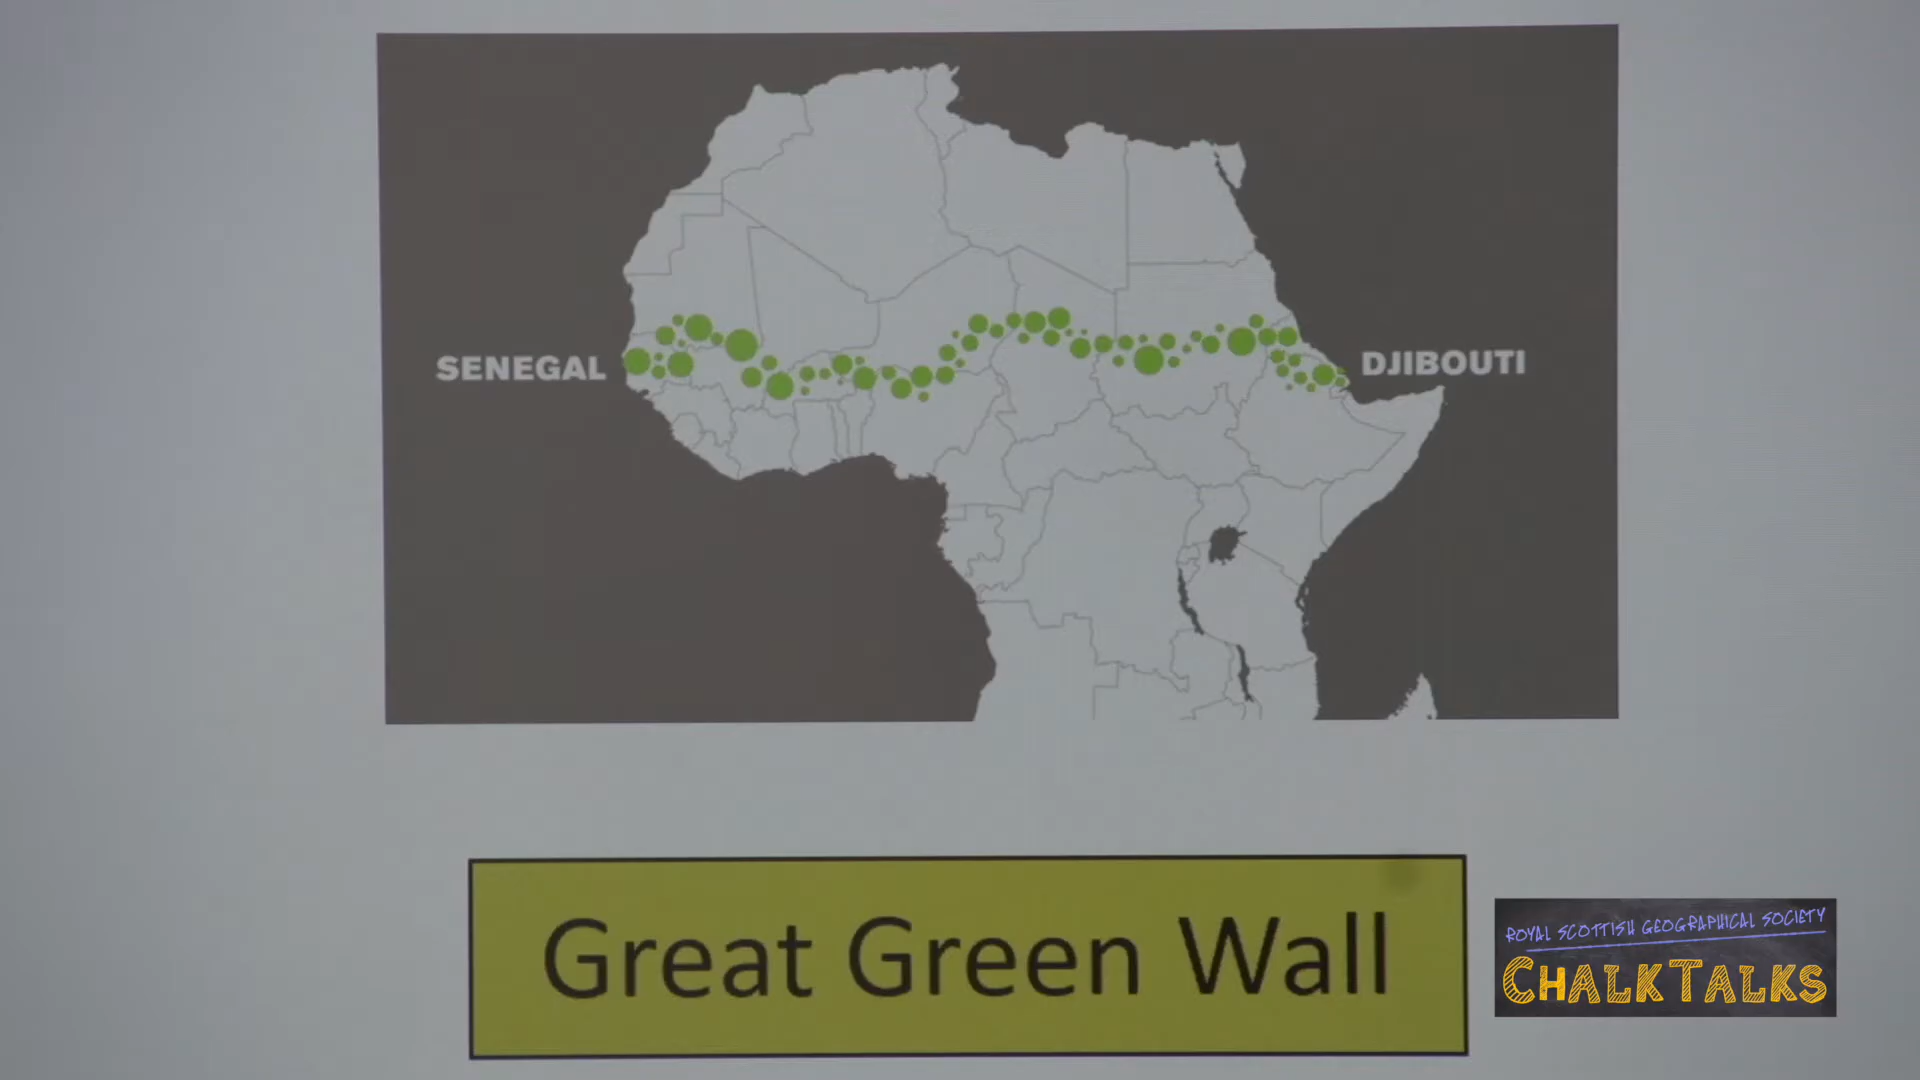 SENEGAL
DJIBOUTI
Great Green Wall
ROYAL SCOTTISH GEOGRAPHICAL SOCIETY
CHALKTALKS